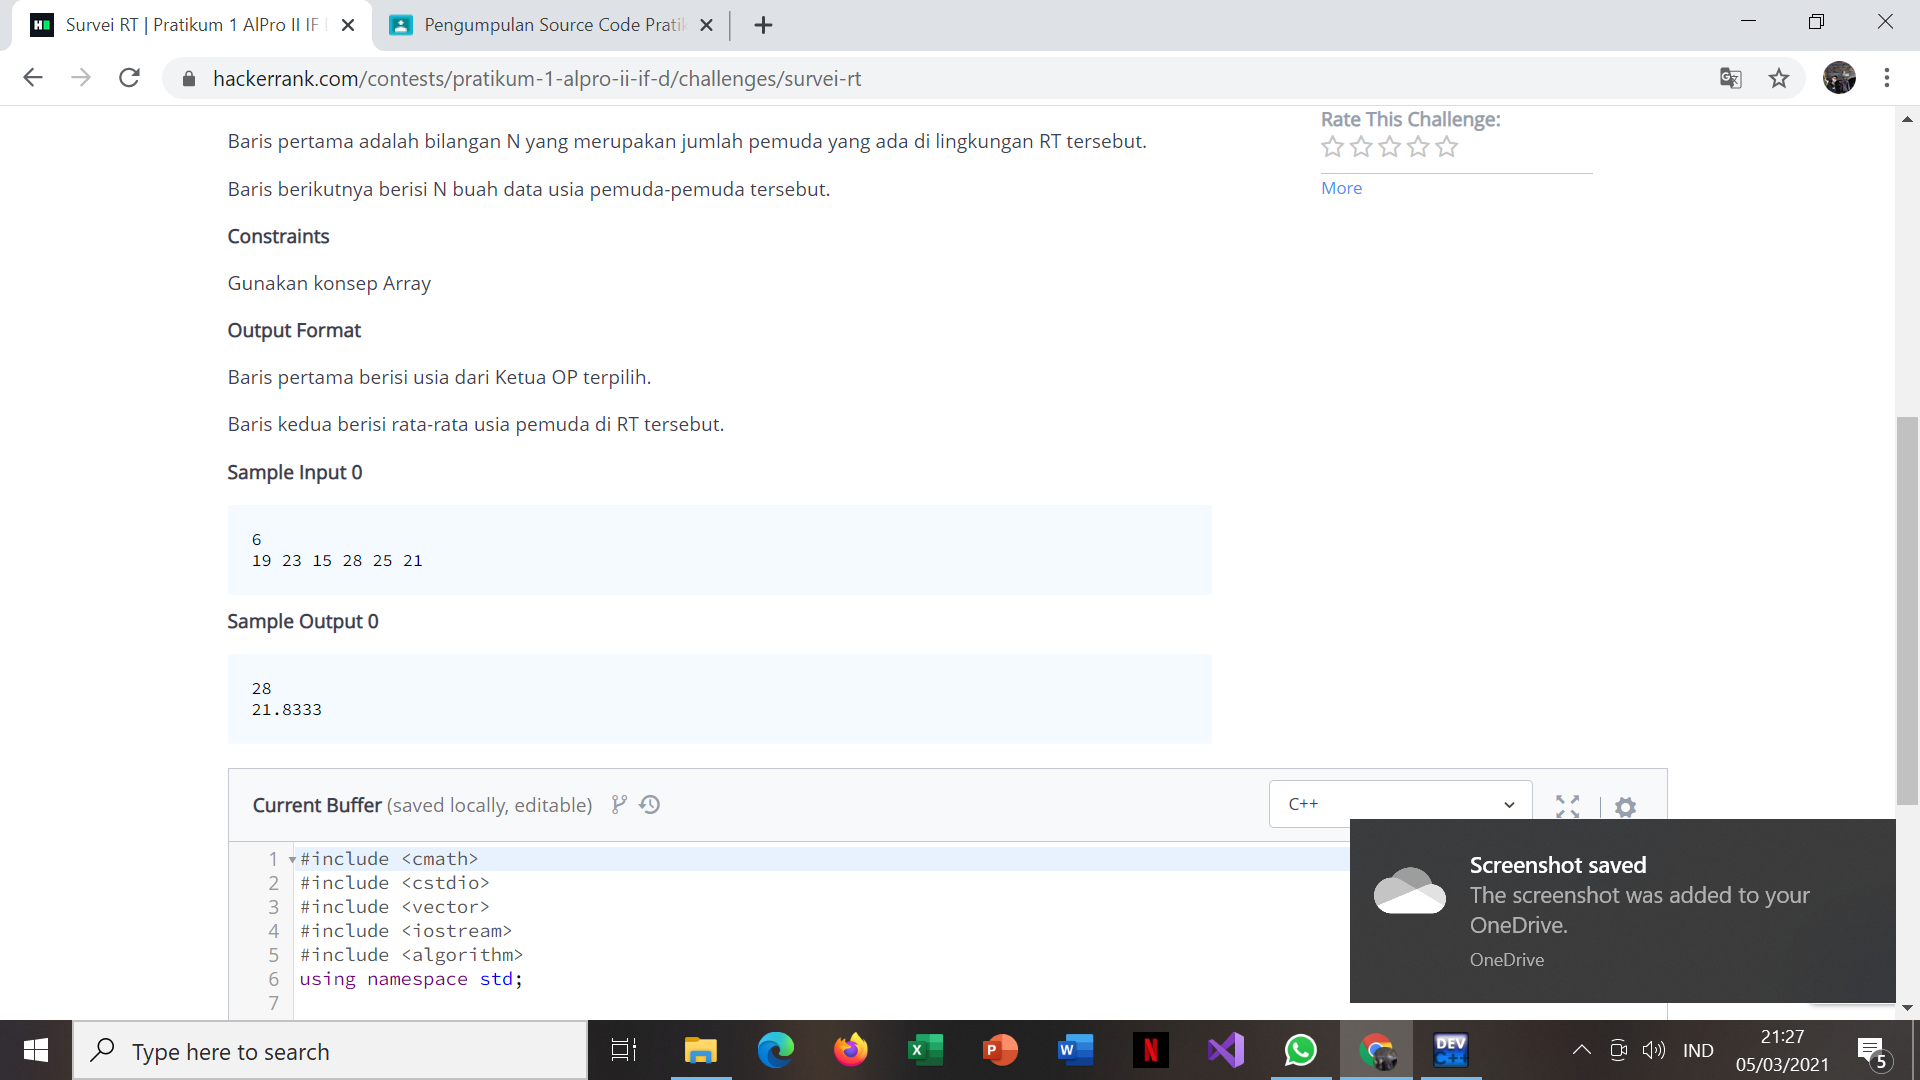 Survei RT | Pratikum 1 AlPro II IF
Pengumpulan Source Code Pratik
hackerrank.com/contests/pratikum-1-alpro-ii-if-d/challenges/survei-rt
Baris pertama adalah bilangan N yang merupakan jumlah pemuda yang ada di lingkungan RT tersebut.
Baris berikutnya berisi N buah data usia pemuda-pemuda tersebut.
Constraints
Gunakan konsep Array
Output Format
Baris pertama berisi usia dari Ketua OP terpilih.
Baris kedua berisi rata-rata usia pemuda di RT tersebut.
Sample Input 0
6
19 23 15 28 25 21
Sample Output 0
28
21.8333
Rate This Challenge:
More
Current Buffer (saved locally, editable)
C++
1 #include <cmath>
2 #include <cstdio>
3 #include <vector>
4 #include <iostream>
5 #include <algorithm>
6 using namespace std;
7
Screenshot saved
The screenshot was added to your
OneDrive.
OneDrive
Type here to search
DEV
C++
IND
21:27
05/03/2021
5